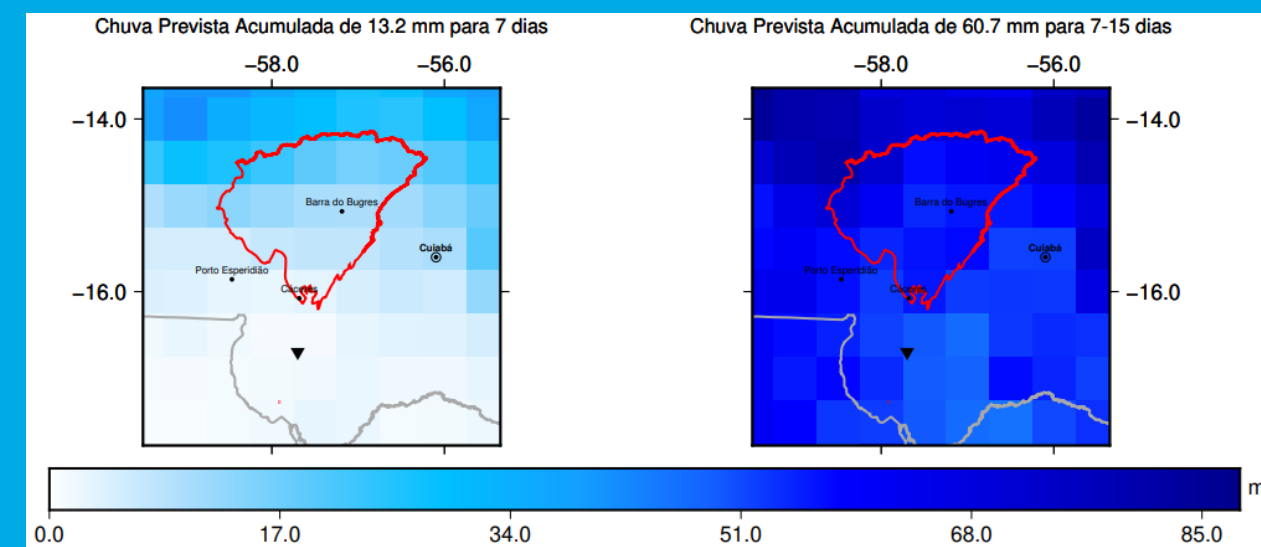 Chuva Prevista Acumulada de 13.2 mm para 7 dias
−58.0 −56.0
−14.0
Barra do Bugres
Cuiabá
Porto Esperidião
Cáceres
−16.0
Chuva Prevista Acumulada de 60.7 mm para 7-15 dias
−58.0 −56.0
−14.0
Barra do Bugres
Cuiabá
Porto Esperidião
Cáceres
−16.0
0.0 17.0 34.0 51.0 68.0 85.0